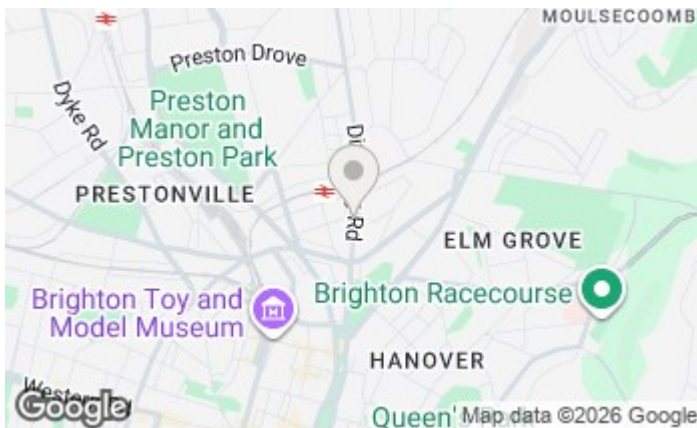 MOULSECOOMB
Preston Drove
Dyke Rd
Preston
Manor and
Preston Park
Rd
PRESTONVILLE
ELM GROVE
Brighton Toy and
Model Museum
Brighton Racecourse
HANOVER
Google
Queen's
Map data ©2026 Google